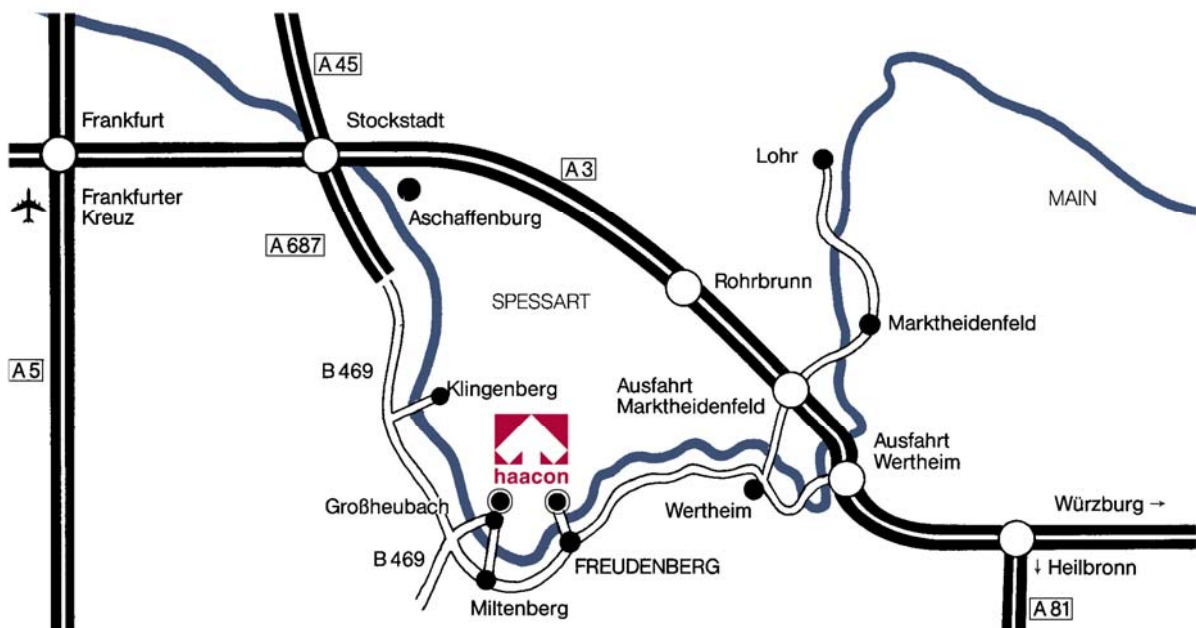 A 45
Frankfurt
Stockstadt
A 3
Lohr
MAIN
Frankfurter
Kreuz
Aschaffenburg
A 687
SPESSART
Rohrbrunn
Marktheidenfeld
A 5
B 469
Klingenberg
Ausfahrt
Marktheidenfeld
haacon
Ausfahrt
Wertheim
Großheubach
Wertheim
Würzburg →
B 469
FREUDENBERG
↓ Heilbronn
Miltenberg
A 81